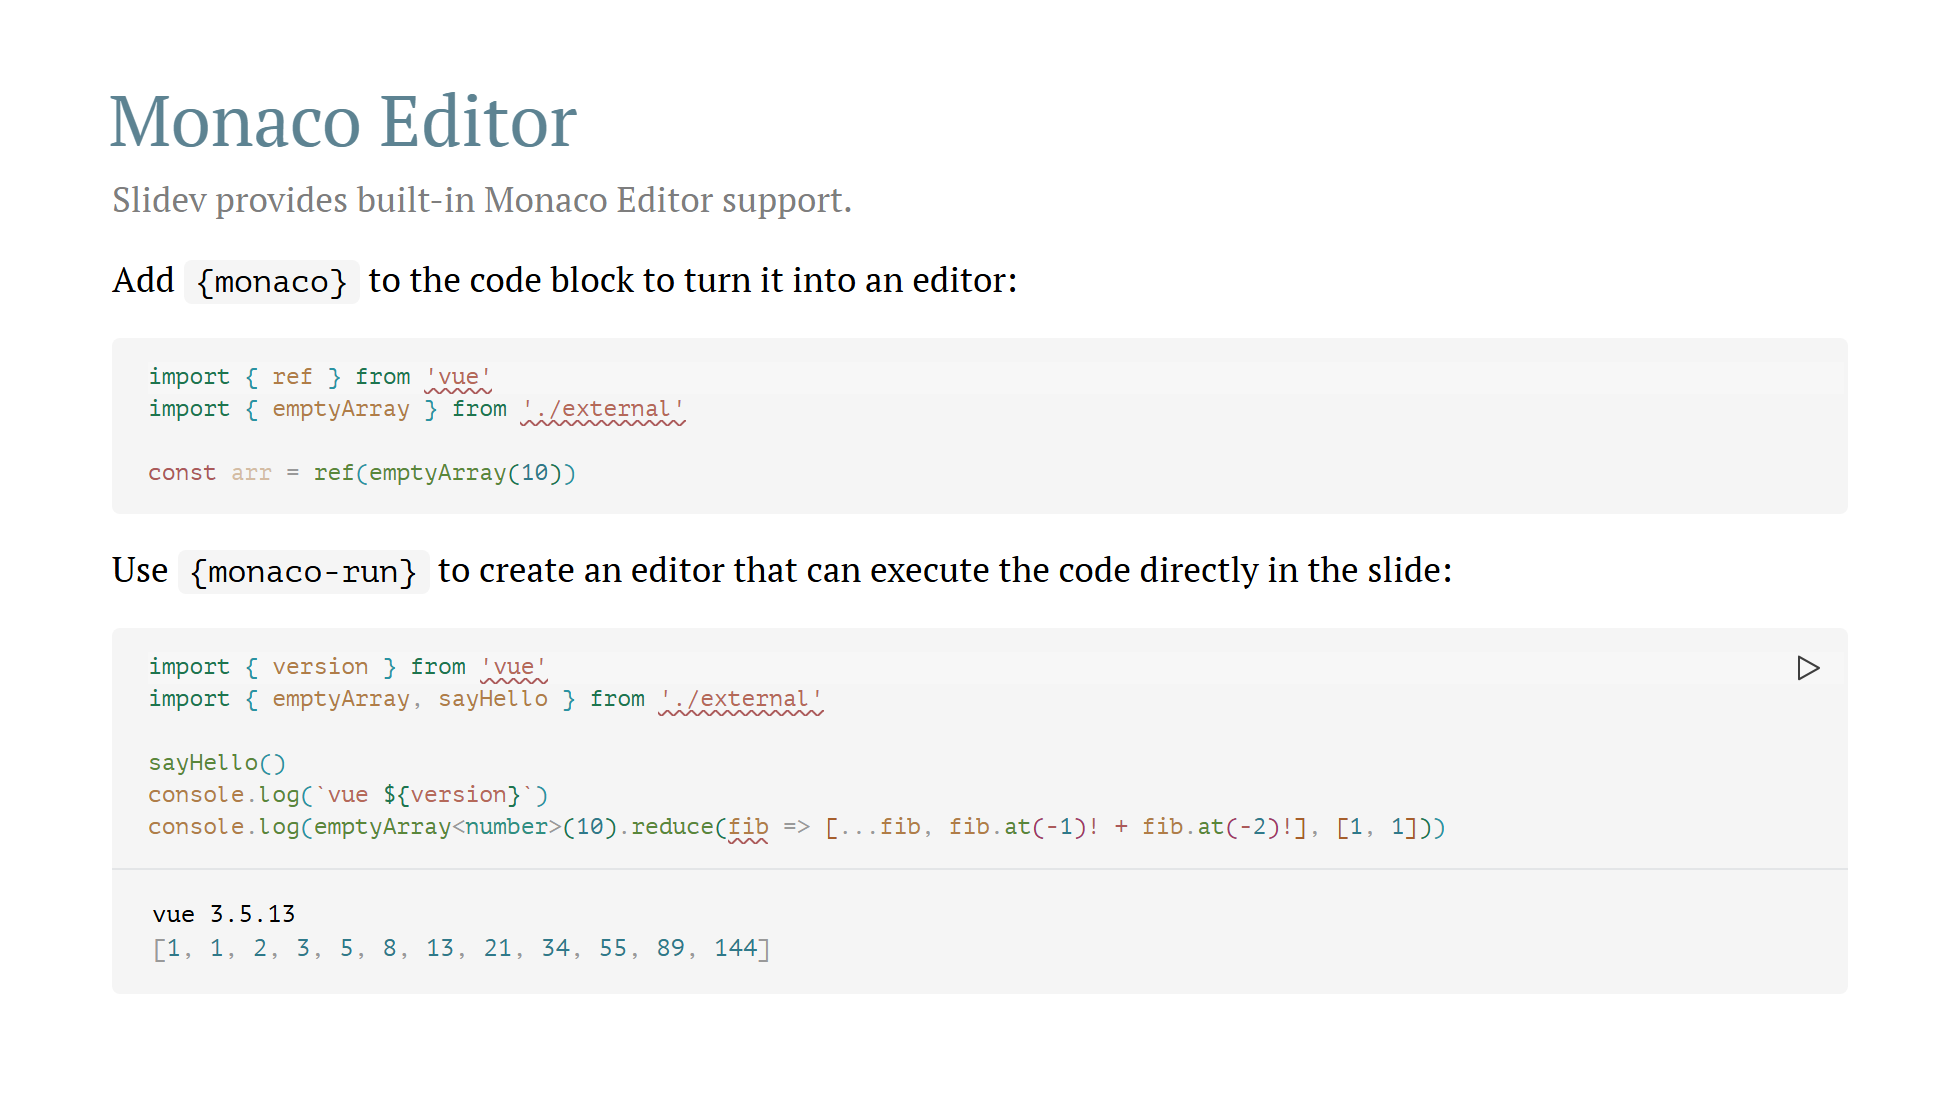 Monaco Editor
Slidev provides built-in Monaco Editor support.
Add {monaco} to the code block to turn it into an editor:
import { ref } from 'vue'
import { emptyArray } from './external'
const arr = ref(emptyArray(10))
Use {monaco-run} to create an editor that can execute the code directly in the slide:
import { version } from 'vue'
import { emptyArray, sayHello } from './external'
sayHello()
console.log(`vue ${version}`)
console.log(emptyArray<number>(10).reduce(fib => [...fib, fib.at(-1)! + fib.at(-2)!], [1, 1]))
vue 3.5.13
[1, 1, 2, 3, 5, 8, 13, 21, 34, 55, 89, 144]